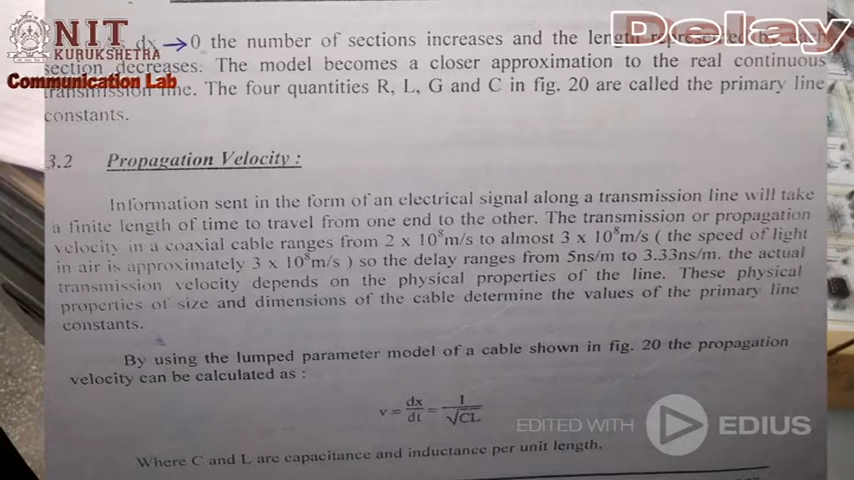 NIT
KURUKSHETRA
Communication Lab
Delay
dx → 0 the number of sections increases and the length represented by each
section decreases. The model becomes a closer approximation to the real continuous
transmission line. The four quantities R, L, G and C in fig. 20 are called the primary line
constants.
3.2 Propagation Velocity :
Information sent in the form of an electrical signal along a transmission line will take
a finite length of time to travel from one end to the other. The transmission or propagation
velocity in a coaxial cable ranges from 2 x 10⁸m/s to almost 3 x 10⁸m/s ( the speed of light
in air is approximately 3 x 10⁸m/s ) so the delay ranges from 5ns/m to 3.33ns/m. the actual
transmission velocity depends on the physical properties of the line. These physical
properties of size and dimensions of the cable determine the values of the primary line
constants.
By using the lumped parameter model of a cable shown in fig. 20 the propagation
velocity can be calculated as :
v = dx/dt = 1/√CL
EDITED WITH EDIUS
Where C and L are capacitance and inductance per unit length.